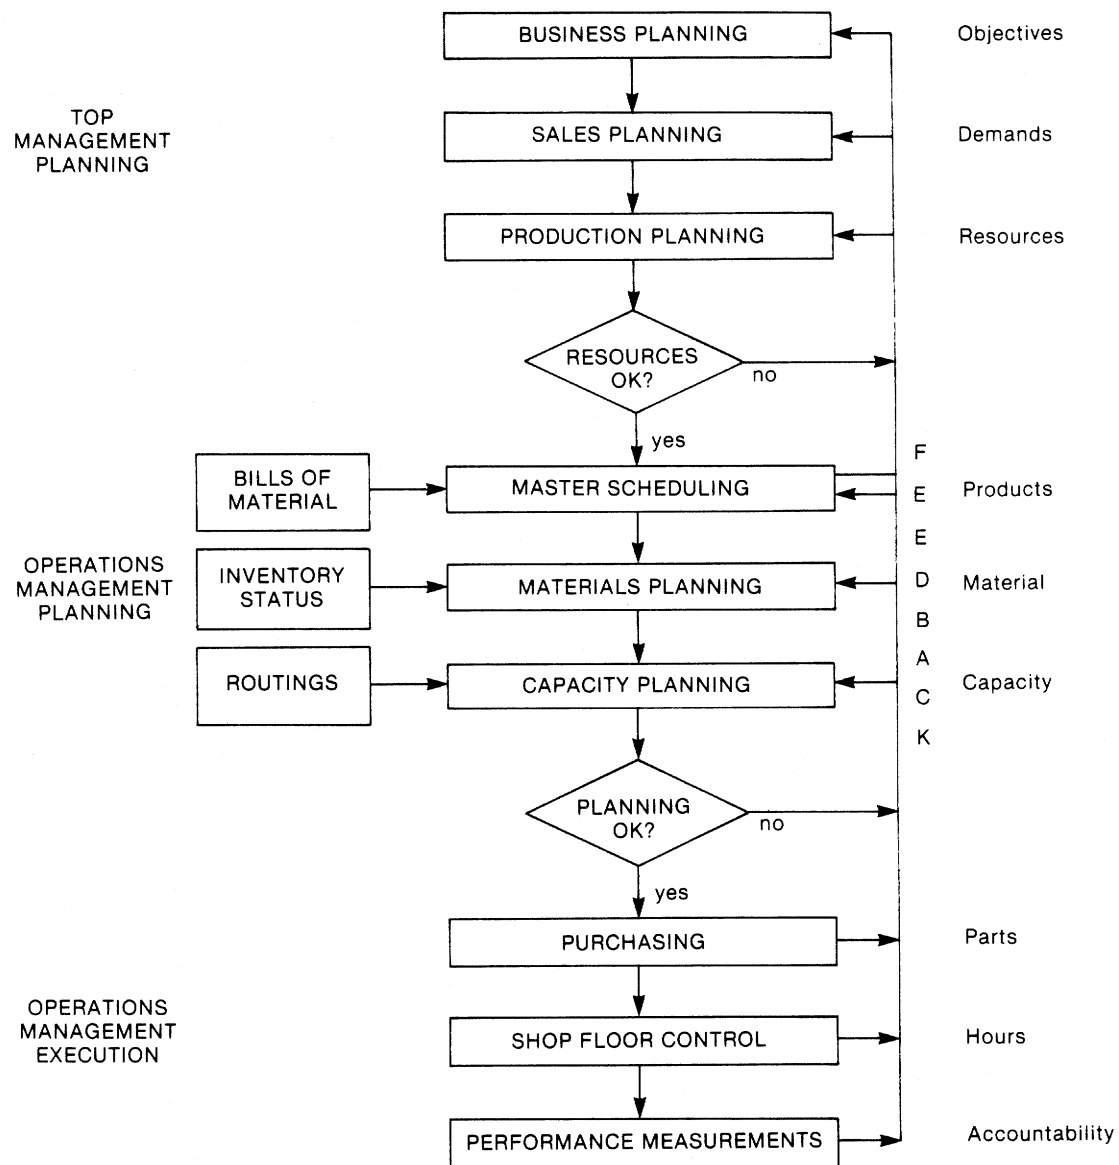 BUSINESS PLANNING
Objectives
TOP
MANAGEMENT
PLANNING
SALES PLANNING
Demands
PRODUCTION PLANNING
Resources
RESOURCES
OK?
no
yes
BILLS OF
MATERIAL
MASTER SCHEDULING
Products
OPERATIONS
MANAGEMENT
PLANNING
INVENTORY
STATUS
MATERIALS PLANNING
Material
ROUTINGS
CAPACITY PLANNING
Capacity
F
E
E
D
B
A
C
K
PLANNING
OK?
no
yes
PURCHASING
Parts
OPERATIONS
MANAGEMENT
EXECUTION
SHOP FLOOR CONTROL
Hours
PERFORMANCE MEASUREMENTS
Accountability